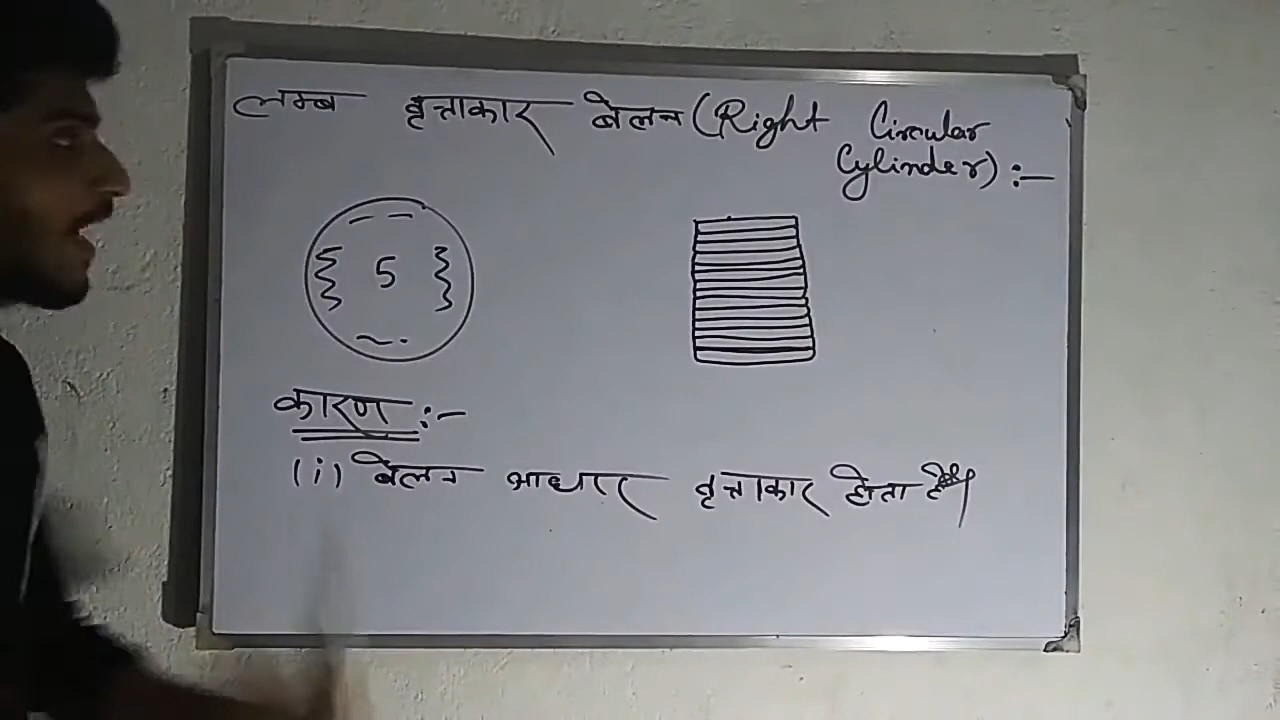 लम्ब वृत्ताकार बेलन (Right Circular
Cylinder) :-
5
कारण :-
(i) बेलन आधार वृत्ताकार होता है।